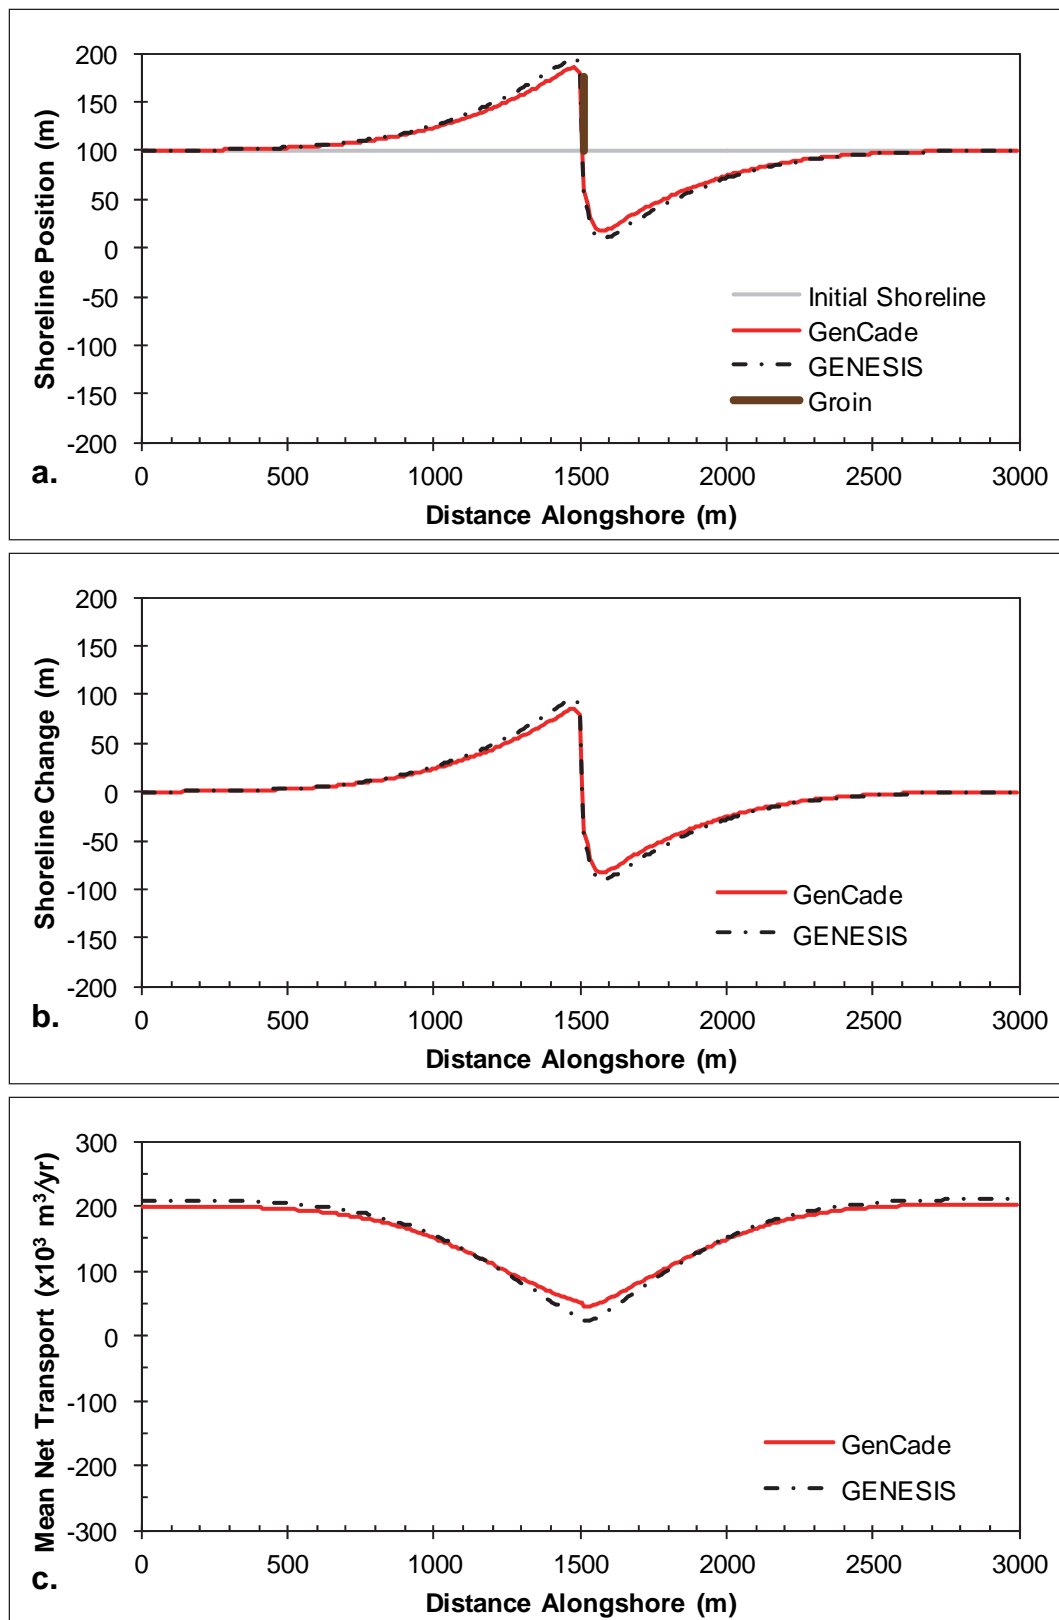 200
150
100
50
0
-50
-100
-150
-200
Shoreline Position (m)
Initial Shoreline
GenCade
GENESIS
Groin
a.
0 500 1000 1500 2000 2500 3000
Distance Alongshore (m)
200
150
100
50
0
-50
-100
-150
-200
Shoreline Change (m)
GenCade
GENESIS
b.
0 500 1000 1500 2000 2500 3000
Distance Alongshore (m)
300
200
100
0
-100
-200
-300
Mean Net Transport (x10³ m³/yr)
GenCade
GENESIS
c.
0 500 1000 1500 2000 2500 3000
Distance Alongshore (m)